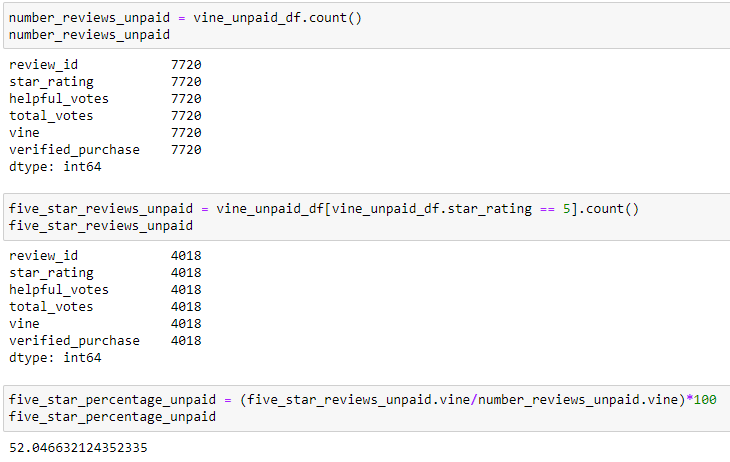 number_reviews_unpaid = vine_unpaid_df.count()
number_reviews_unpaid
review_id 7720
star_rating 7720
helpful_votes 7720
total_votes 7720
vine 7720
verified_purchase 7720
dtype: int64
five_star_reviews_unpaid = vine_unpaid_df[vine_unpaid_df.star_rating == 5].count()
five_star_reviews_unpaid
review_id 4018
star_rating 4018
helpful_votes 4018
total_votes 4018
vine 4018
verified_purchase 4018
dtype: int64
five_star_percentage_unpaid = (five_star_reviews_unpaid.vine/number_reviews_unpaid.vine)*100
five_star_percentage_unpaid
52.046632124352335